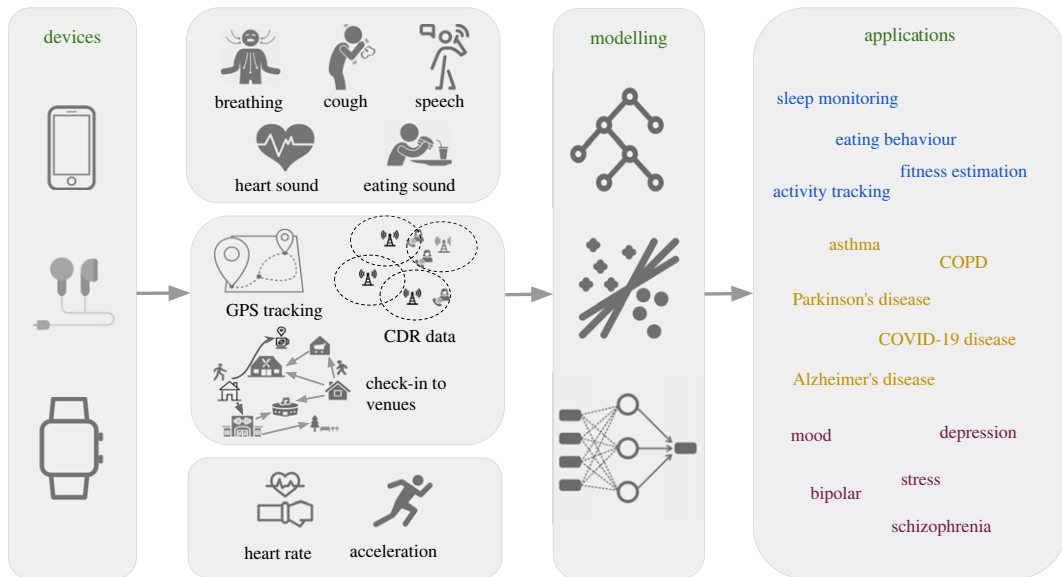 devices
breathing
cough
speech
heart sound
eating sound
GPS tracking
CDR data
check-in to
venues
heart rate
acceleration
modelling
applications
sleep monitoring
eating behaviour
fitness estimation
activity tracking
asthma
COPD
Parkinson's disease
COVID-19 disease
Alzheimer's disease
mood
depression
stress
bipolar
schizophrenia